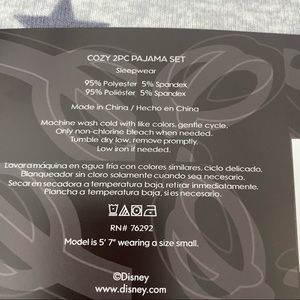 COZY 2PC PAJAMA SET
Sleepwear
95% Polyester 5% Spandex
95% Poliéster 5% Spandex
Made in China / Hecho en China
Machine wash cold with like colors, gentle cycle.
Only non-chlorine bleach when needed.
Tumble dry low, remove promptly.
Low iron if needed.
Lavar a máquina en agua fría con colores similares, ciclo delicado.
Blanqueador sin cloro solamente cuando sea necesario.
Secar en secadora a temperatura baja, retirar inmediatamente.
Plancha a temperatura baja, si es necesario.
RN# 76292
Model is 5' 7" wearing a size small.
©Disney
www.disney.com